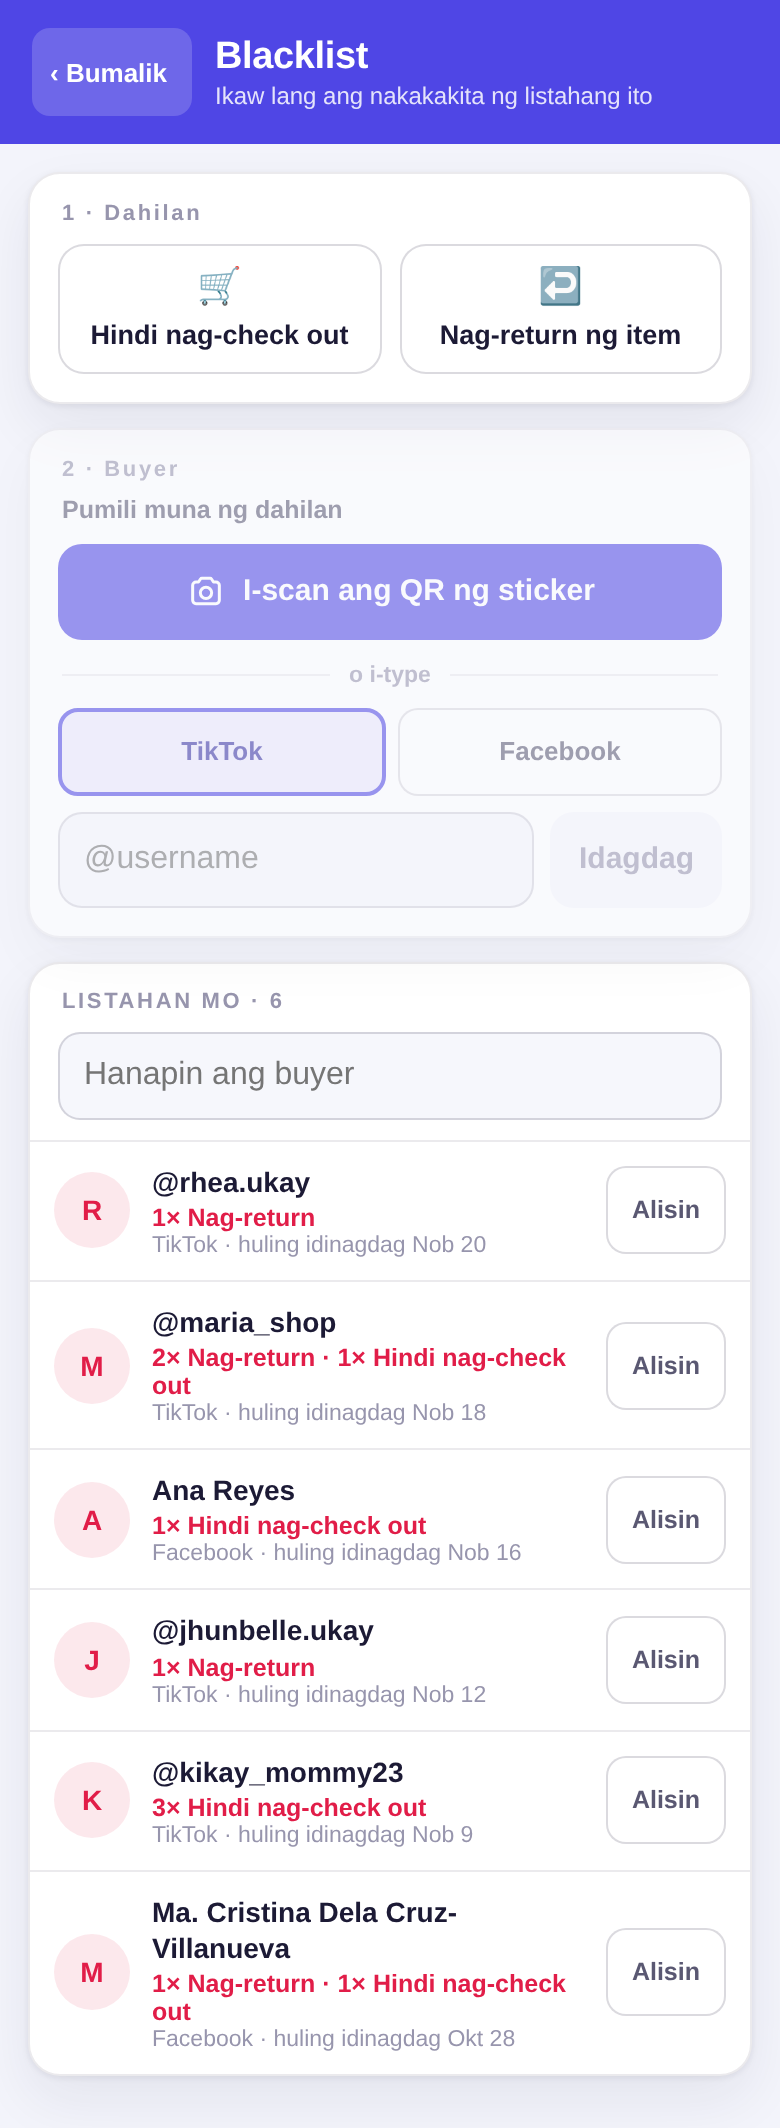 ‹ Bumalik
Blacklist
Ikaw lang ang nakakakita ng listahang ito
1 · Dahilan
Hindi nag-check out
Nag-return ng item
2 · Buyer
Pumili muna ng dahilan
I-scan ang QR ng sticker
o i-type
TikTok
Facebook
@username
Idagdag
LISTAHAN MO · 6
Hanapin ang buyer
R
@rhea.ukay
1× Nag-return
TikTok · huling idinagdag Nob 20
Alisin
M
@maria_shop
2× Nag-return · 1× Hindi nag-check
out
TikTok · huling idinagdag Nob 18
Alisin
A
Ana Reyes
1× Hindi nag-check out
Facebook · huling idinagdag Nob 16
Alisin
J
@jhunbelle.ukay
1× Nag-return
TikTok · huling idinagdag Nob 12
Alisin
K
@kikay_mommy23
3× Hindi nag-check out
TikTok · huling idinagdag Nob 9
Alisin
M
Ma. Cristina Dela Cruz-
Villanueva
1× Nag-return · 1× Hindi nag-check
out
Facebook · huling idinagdag Okt 28
Alisin